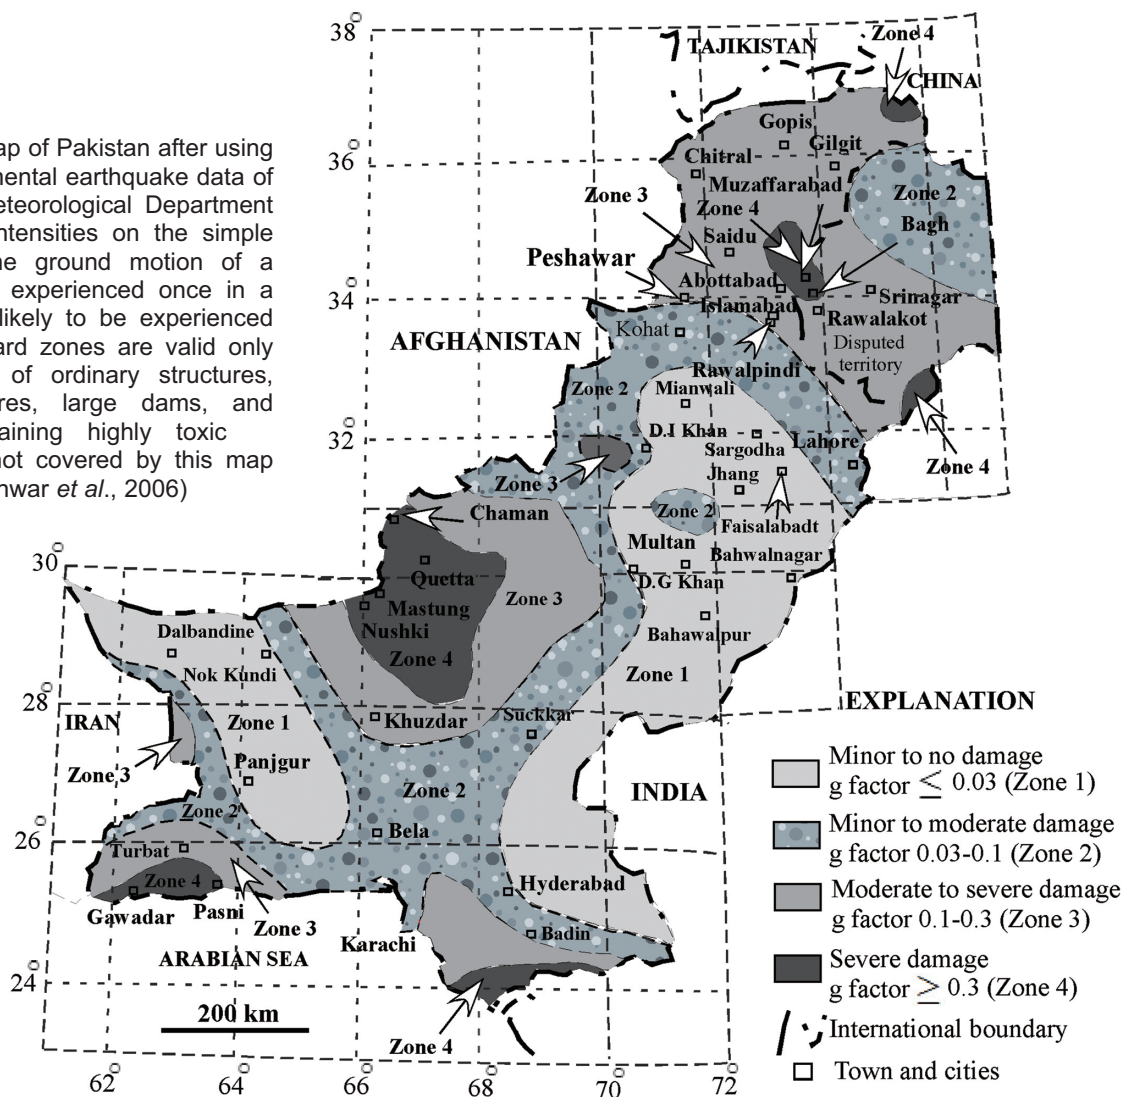 ap of Pakistan after using
mental earthquake data of
eteorological Department
ntensities on the simple
ne ground motion of a
experienced once in a
likely to be experienced
ard zones are valid only
of ordinary structures,
res, large dams, and
aining highly toxic
not covered by this map
nwar et al., 2006)
38°
Zone 4
TAJIKISTAN
CHINA
Gopis
Gilgit
36°
Chitral
Muzaffarabad
Zone 3
Zone 4
Zone 2
Bagh
Saidu
Peshawar
Abottabad
34°
Islamabad
Srinagar
Rawalakot
Kohat
AFGHANISTAN
Disputed
territory
Rawalpindi
Zone 2
Mianwali
D.I Khan
32°
Lahore
Sargodha
Zone 4
Zone 3
Jhang
Chaman
Zone 2
Faisalabadt
Multan
Bahwalnagar
30°
Quetta
D.G Khan
Zone 3
Mastung
Nushki
Dalbandine
Bahawalpur
Zone 4
Nok Kundi
Zone 1
28°
EXPLANATION
IRAN
Zone 1
Khuzdar
Suckkar
Zone 3
Panjgur
Zone 2
INDIA
Minor to no damage
g factor ≤ 0.03 (Zone 1)
Zone 2
Bela
Minor to moderate damage
g factor 0.03-0.1 (Zone 2)
26°
Turbat
Zone 4
Hyderabad
Moderate to severe damage
g factor 0.1-0.3 (Zone 3)
Gawadar
Pasni
Zone 3
Karachi
Badin
ARABIAN SEA
Severe damage
g factor ≥ 0.3 (Zone 4)
24°
200 km
Zone 4
International boundary
Town and cities
62°
64°
66°
68°
70°
72°